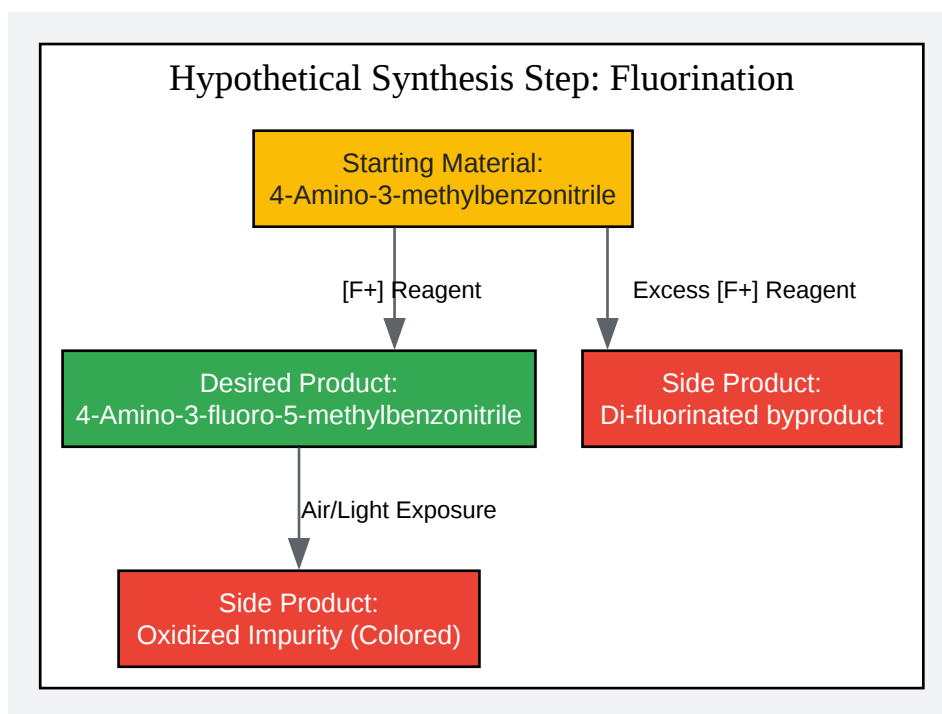 Hypothetical Synthesis Step: Fluorination
Starting Material:
4-Amino-3-methylbenzonitrile
[F+] Reagent
Excess [F+] Reagent
Desired Product:
4-Amino-3-fluoro-5-methylbenzonitrile
Side Product:
Di-fluorinated byproduct
Air/Light Exposure
Side Product:
Oxidized Impurity (Colored)